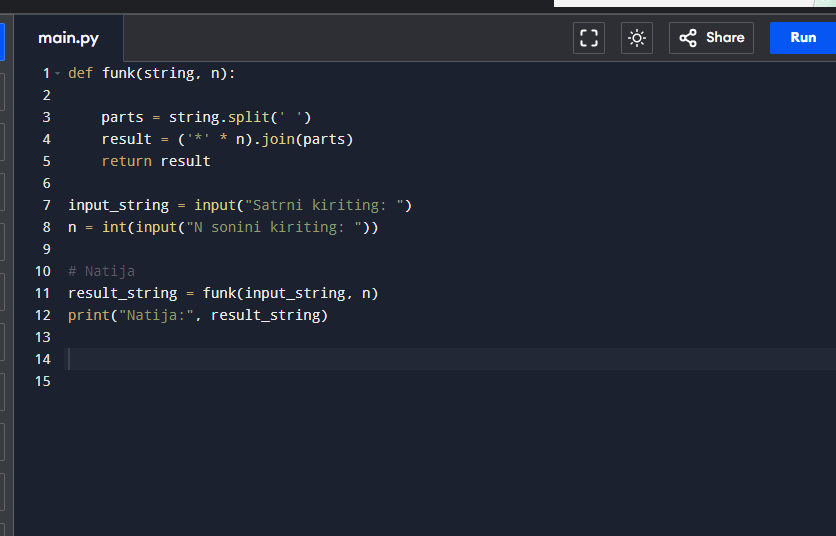 main.py
Share
Run
1 def funk(string, n):
2
3     parts = string.split(' ')
4     result = ('*' * n).join(parts)
5     return result
6
7 input_string = input("Satrni kiriting: ")
8 n = int(input("N sonini kiriting: "))
9
10 # Natija
11 result_string = funk(input_string, n)
12 print("Natija:", result_string)
13
14
15